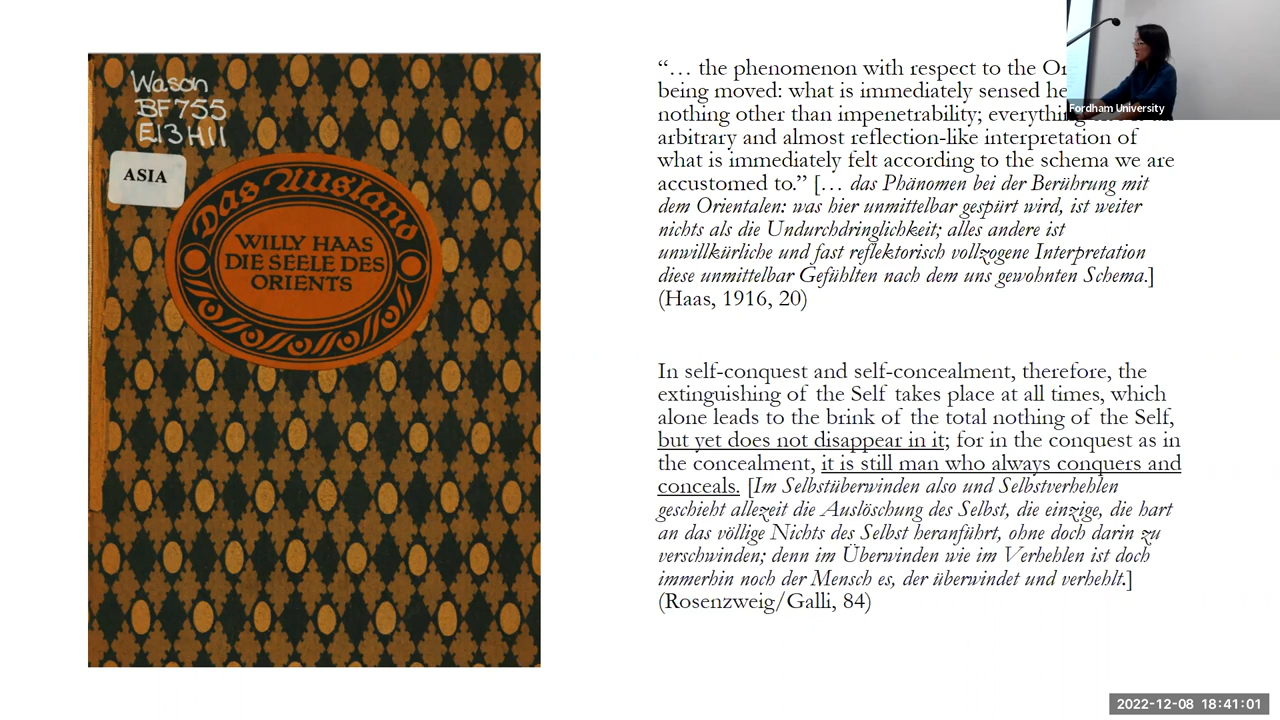 Wason
BF755
E13H11
ASIA
Das Ausland
WILLY HAAS
DIE SEELE DES
ORIENTS
“… the phenomenon with respect to the
being moved: what is immediately sensed
nothing other than impenetrability;
arbitrary and almost reflection-like interpretation of
what is immediately felt according to the schema we are
accustomed to.” [… das Phänomen bei der Berührung mit
dem Orientalen: was hier unmittelbar gespürt wird, ist weiter
nichts als die Undurchdringlichkeit; alles andere ist
unwillkürliche und fast reflektorisch vollzogene Interpretation
diese unmittelbar Gefühlten nach dem uns gewohnten Schema.]
(Haas, 1916, 20)
In self-conquest and self-concealment, therefore, the
extinguishing of the Self takes place at all times, which
alone leads to the brink of the total nothing of the Self,
but yet does not disappear in it; for in the conquest as in
the concealment, it is still man who always conquers and
conceals. [Im Selbstüberwinden also und Selbstverhehlen
geschieht allezeit die Auslöschung des Selbst, die einzige, die hart
an das völlige Nichts des Selbst heranführt, ohne doch darin zu
verschwinden; denn im Überwinden wie im Verhehlen ist doch
immerhin noch der Mensch es, der überwindet und verhehlt.]
(Rosenzweig/Galli, 84)
Fordham University
2022-12-08 18:41:01